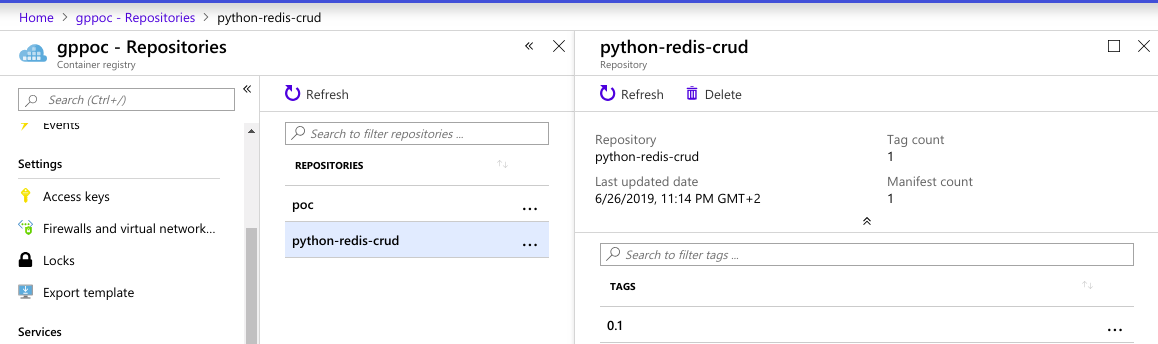 Home > gppoc - Repositories > python-redis-crud
gppoc - Repositories
Container registry
Search (Ctrl+/)
Events
Settings
Access keys
Firewalls and virtual network...
Locks
Export template
Services
Refresh
Search to filter repositories ...
REPOSITORIES
poc ...
python-redis-crud ...
python-redis-crud
Repository
Refresh Delete
Repository
python-redis-crud
Tag count
1
Last updated date
6/26/2019, 11:14 PM GMT+2
Manifest count
1
Search to filter tags ...
TAGS
0.1 ...